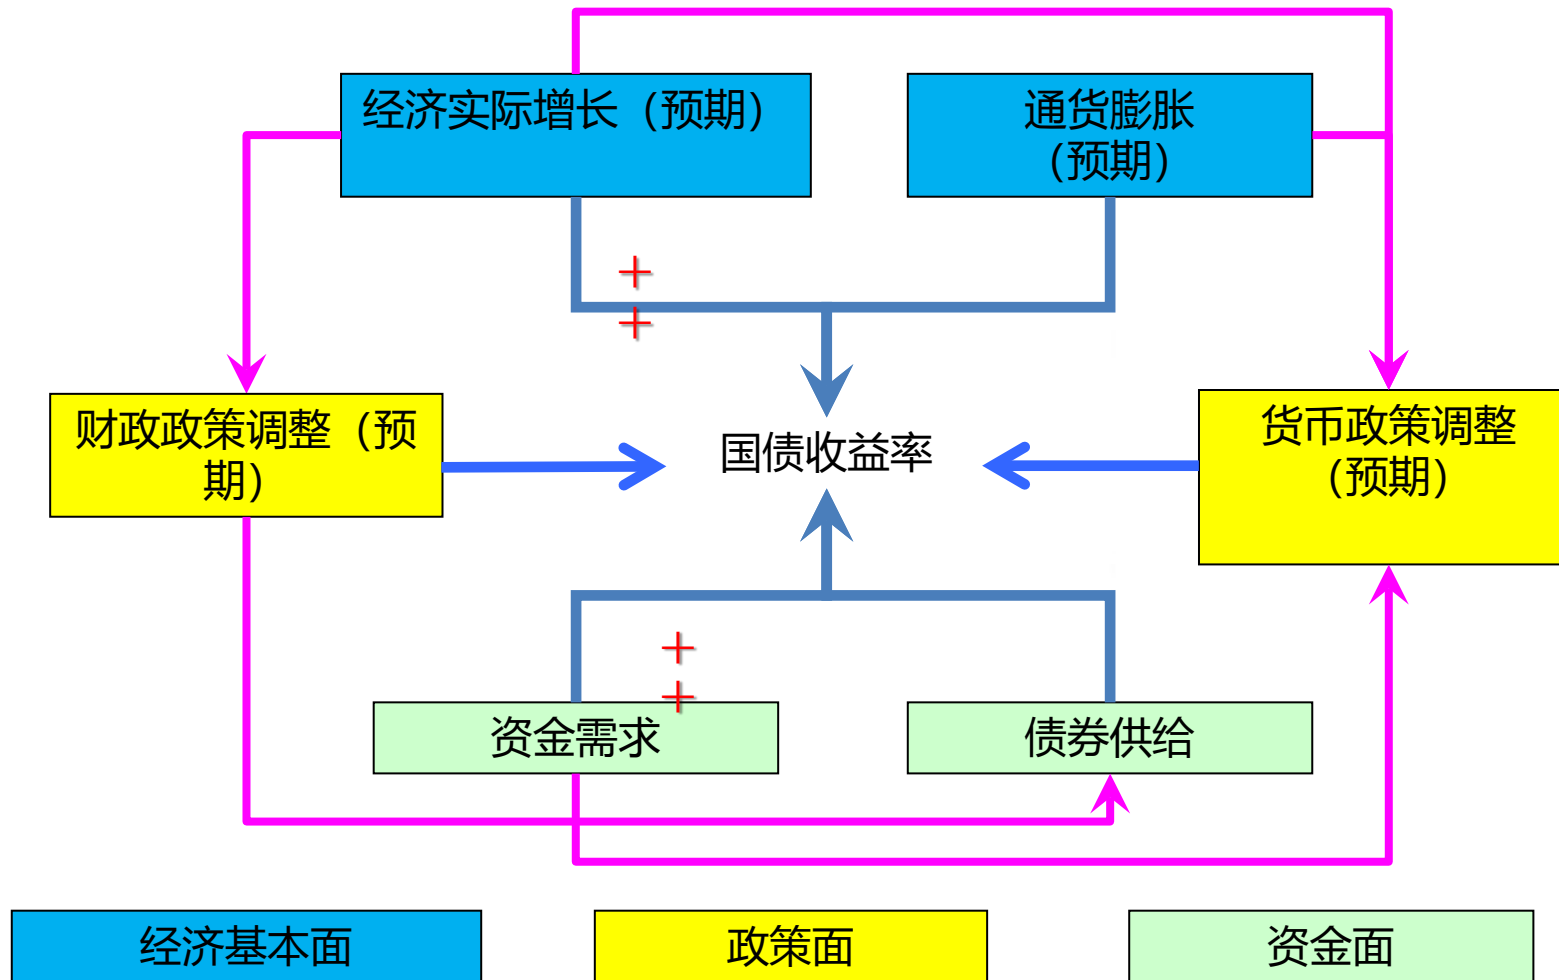 经济实际增长（预期）
通货膨胀
（预期）
+
+
财政政策调整（预
期）
国债收益率
货币政策调整
（预期）
+
+
资金需求
债券供给
经济基本面
政策面
资金面